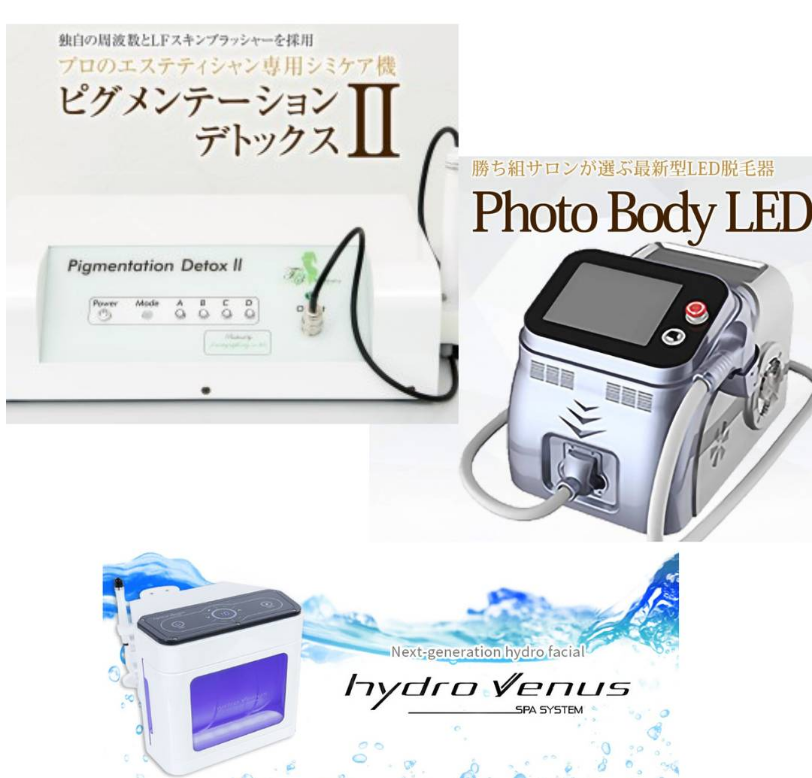 独自の周波数とLFスキンブラッシャーを採用
プロのエステティシャン専用シミケア機
ピグメンテーション
デトックス II
Pigmentation Detox II
Power Mode A B C D
勝ち組サロンが選ぶ最新型LED脱毛器
Photo Body LED
Next-generation hydro facial
hydro Venus
SPA SYSTEM